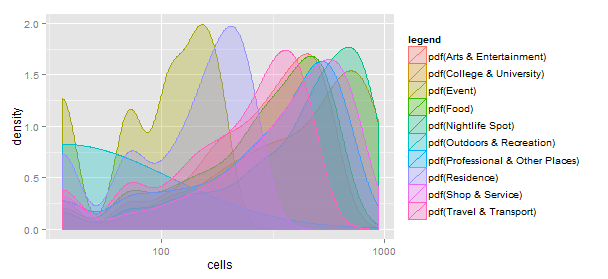 2.0
1.5
1.0
0.5
0.0
density
100
1000
cells
legend
pdf(Arts & Entertainment)
pdf(College & University)
pdf(Event)
pdf(Food)
pdf(Nightlife Spot)
pdf(Outdoors & Recreation)
pdf(Professional & Other Places)
pdf(Residence)
pdf(Shop & Service)
pdf(Travel & Transport)